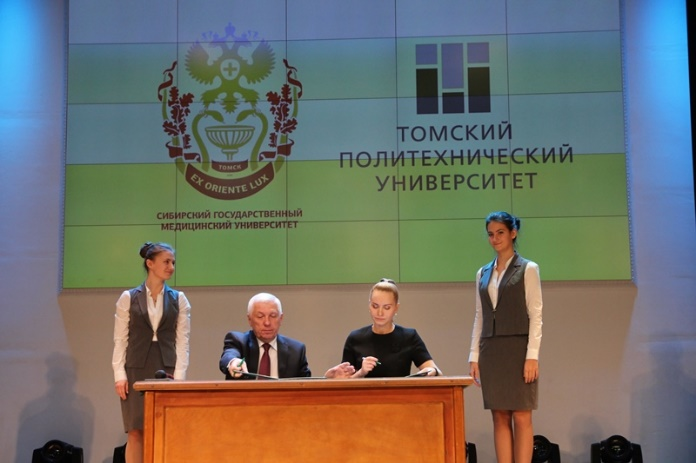 ТОМСК
EX ORIENTE LUX
СИБИРСКИЙ ГОСУДАРСТВЕННЫЙ
МЕДИЦИНСКИЙ УНИВЕРСИТЕТ
ТОМСКИЙ
ПОЛИТЕХНИЧЕСКИЙ
УНИВЕРСИТЕТ